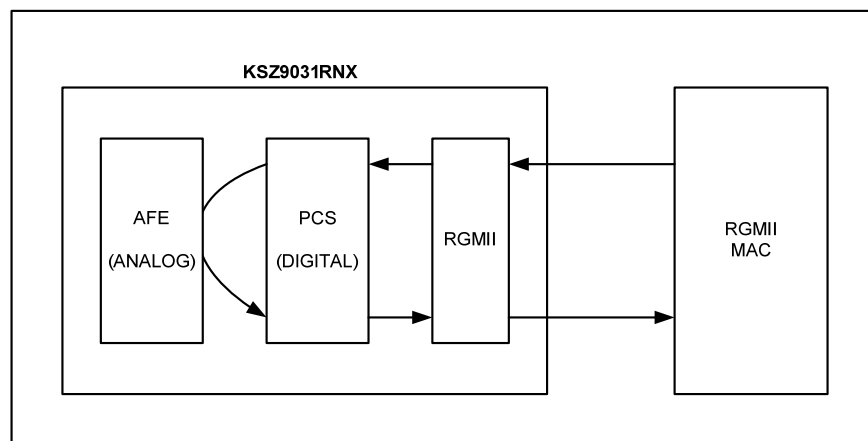 KSZ9031RNX
AFE
(ANALOG)
PCS
(DIGITAL)
RGMII
RGMII
MAC